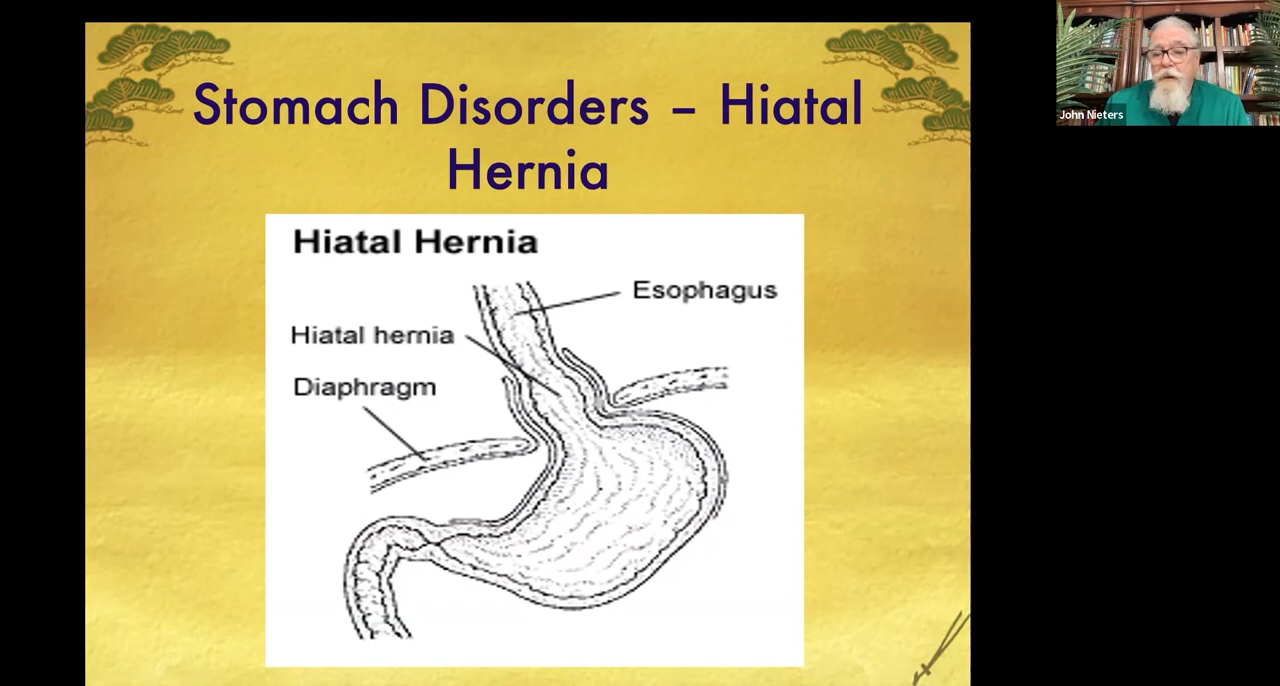 Stomach Disorders – Hiatal
Hernia
Hiatal Hernia
Esophagus
Hiatal hernia
Diaphragm
John Nieters